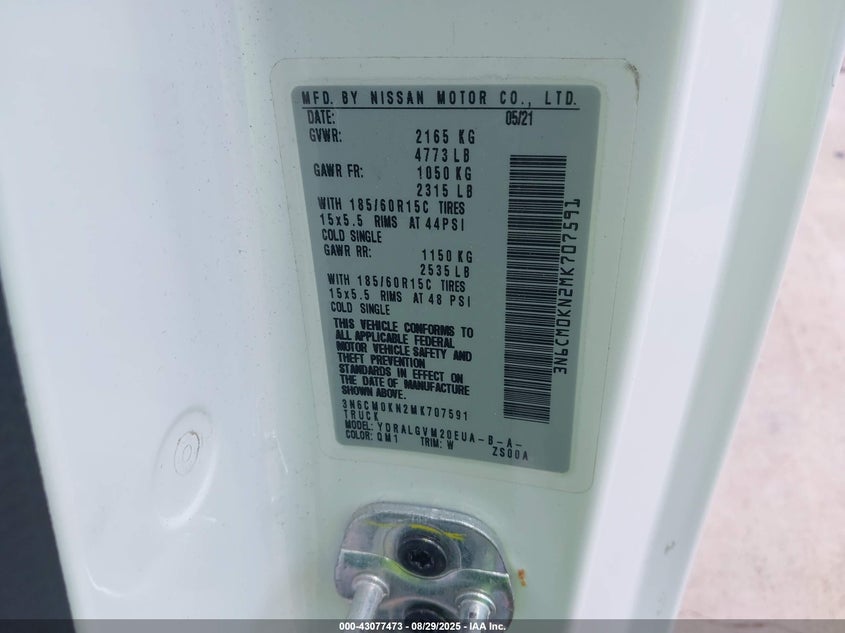 MFD. BY NISSAN MOTOR CO., LTD.
DATE: 05/21
GVWR: 2165 KG
4773 LB
GAWR FR: 1050 KG
2315 LB
WITH 185/60R15C TIRES
15x5.5 RIMS AT 44PSI
COLD SINGLE
GAWR RR: 1150 KG
2535 LB
WITH 185/60R15C TIRES
15x5.5 RIMS AT 48 PSI
COLD SINGLE
THIS VEHICLE CONFORMS TO
ALL APPLICABLE FEDERAL
MOTOR VEHICLE SAFETY AND
THEFT PREVENTION
STANDARDS IN EFFECT ON
THE DATE OF MANUFACTURE
SHOWN ABOVE.
3N6CM0KN2MK707591
TRUCK
MODEL: YDRALGVM20EUA-B-A-
COLOR: QM1 TRIM: W ZS00A
3N6CM0KN2MK707591
000-43077473 - 08/29/2025 - IAA Inc.